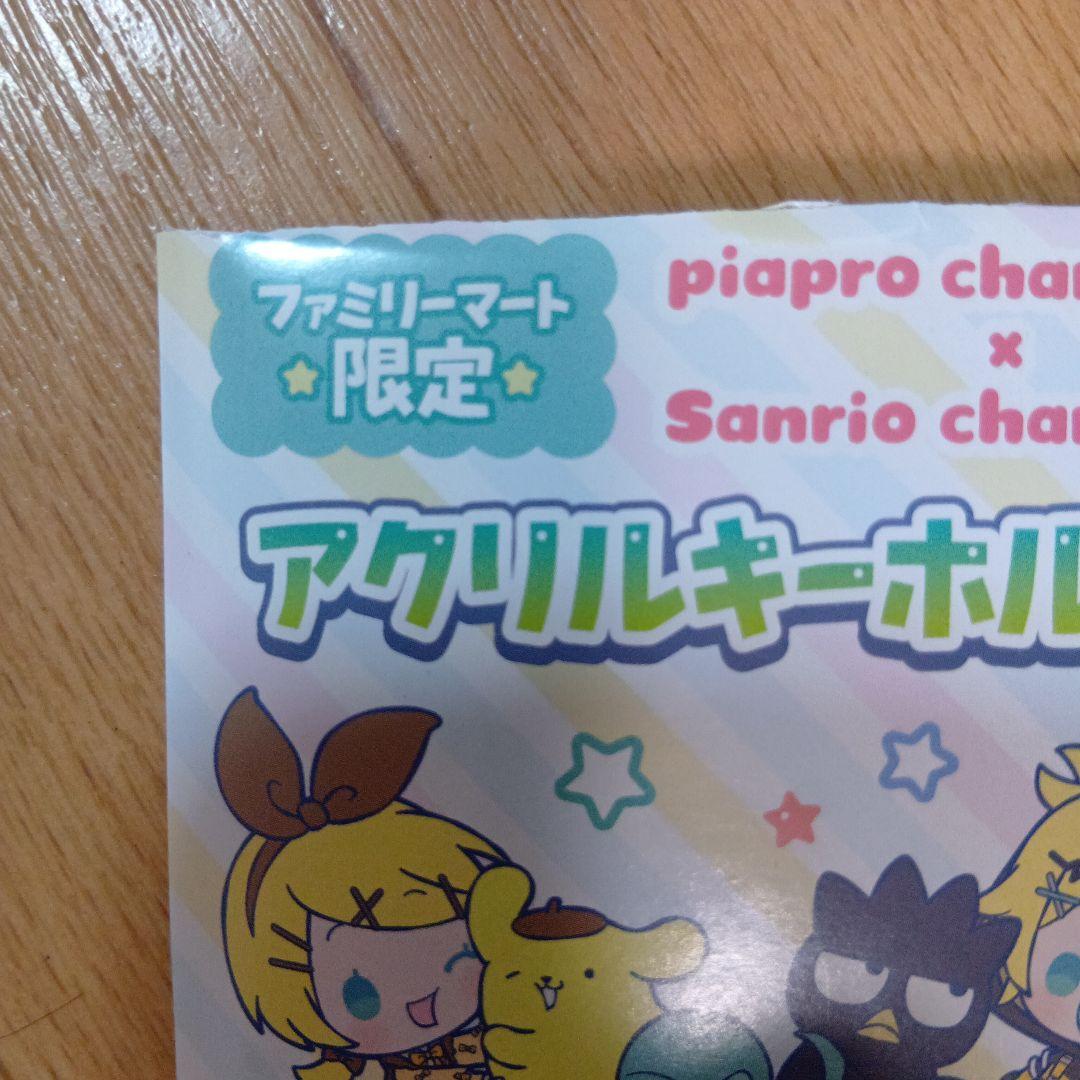 ファミリーマート
限定
piapro char
x
Sanrio char
アクリルキーホル